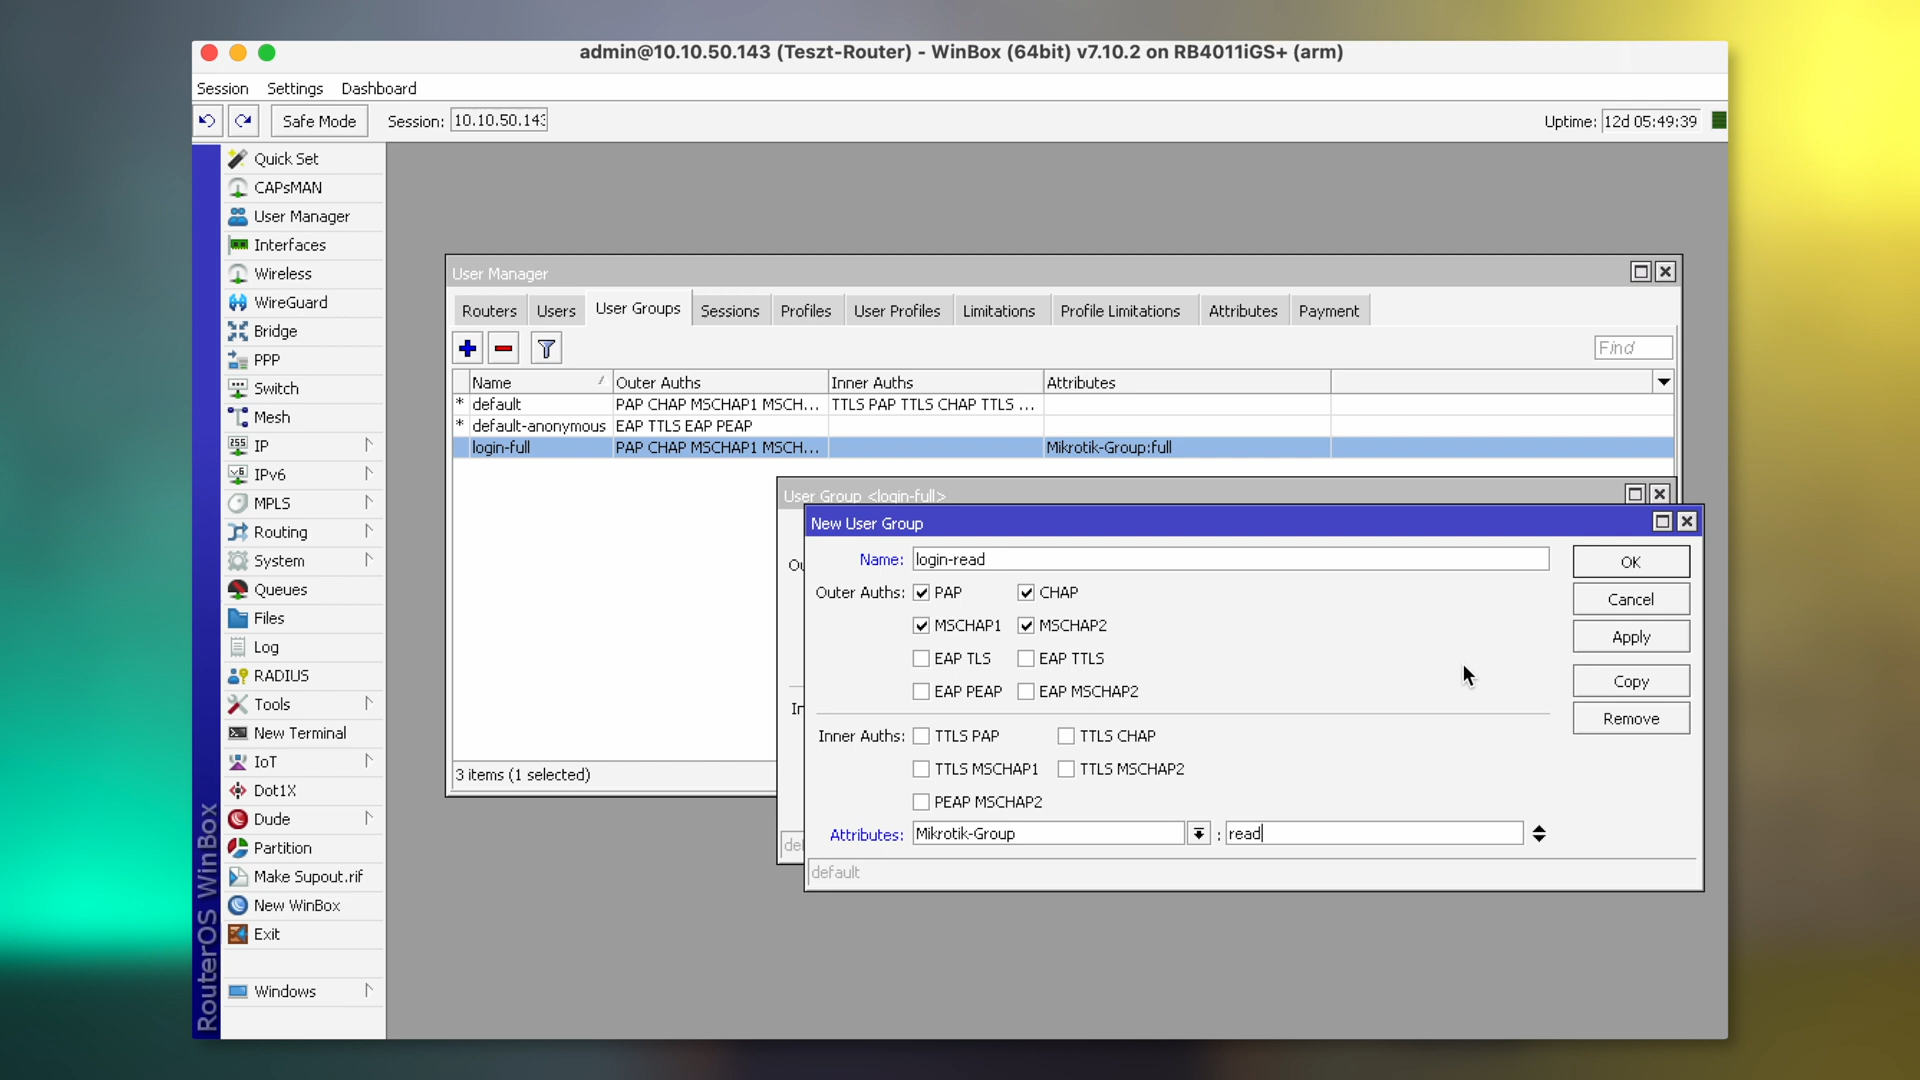 admin@10.10.50.143 (Teszt-Router) - WinBox (64bit) v7.10.2 on RB4011iGS+ (arm)
Session Settings Dashboard
Safe Mode Session: 10.10.50.143 Uptime: 12d 05:49:39
Quick Set
CAPsMAN
User Manager
Interfaces
Wireless
WireGuard
Bridge
PPP
Switch
Mesh
IP
IPv6
MPLS
Routing
System
Queues
Files
Log
RADIUS
Tools
New Terminal
IoT
Dot1X
Dude
Partition
Make Supout.rif
New WinBox
Exit
Windows
RouterOS WinBox
User Manager
Routers Users User Groups Sessions Profiles User Profiles Limitations Profile Limitations Attributes Payment
Find
Name Outer Auths Inner Auths Attributes
* default PAP CHAP MSCHAP1 MSCH... TTLS PAP TTLS CHAP TTLS ...
* default-anonymous EAP TTLS EAP PEAP
login-full PAP CHAP MSCHAP1 MSCH... Mikrotik-Group:full
3 items (1 selected)
User Group <login-full>
New User Group
Name: login-read
Outer Auths: PAP CHAP
MSCHAP1 MSCHAP2
EAP TLS EAP TTLS
EAP PEAP EAP MSCHAP2
Inner Auths: TTLS PAP TTLS CHAP
TTLS MSCHAP1 TTLS MSCHAP2
PEAP MSCHAP2
Attributes: Mikrotik-Group : read
default
OK
Cancel
Apply
Copy
Remove